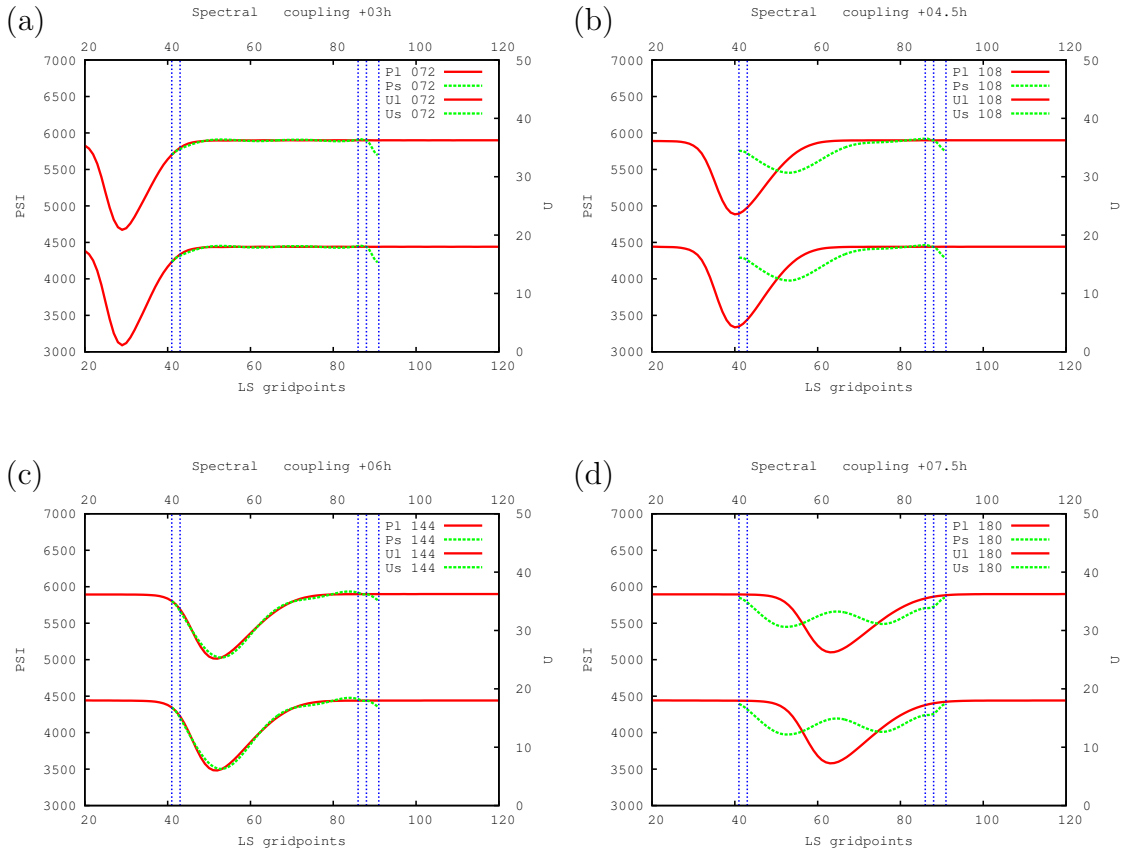 (a)
Spectral coupling +03h
20 40 60 80 100 120
7000 50
Pl 072
6500 Ps 072
Ul 072
Us 072
6000 40
5500
30
5000
4500 20
4000
10
3500
3000 0
PSI
U
20 40 60 80 100 120
LS gridpoints
(b)
Spectral coupling +04.5h
20 40 60 80 100 120
7000 50
Pl 108
6500 Ps 108
Ul 108
Us 108
6000 40
5500
30
5000
4500 20
4000
10
3500
3000 0
PSI
U
20 40 60 80 100 120
LS gridpoints
(c)
Spectral coupling +06h
20 40 60 80 100 120
7000 50
Pl 144
6500 Ps 144
Ul 144
Us 144
6000 40
5500
30
5000
4500 20
4000
10
3500
3000 0
PSI
U
20 40 60 80 100 120
LS gridpoints
(d)
Spectral coupling +07.5h
20 40 60 80 100 120
7000 50
Pl 180
6500 Ps 180
Ul 180
Us 180
6000 40
5500
30
5000
4500 20
4000
10
3500
3000 0
PSI
U
20 40 60 80 100 120
LS gridpoints